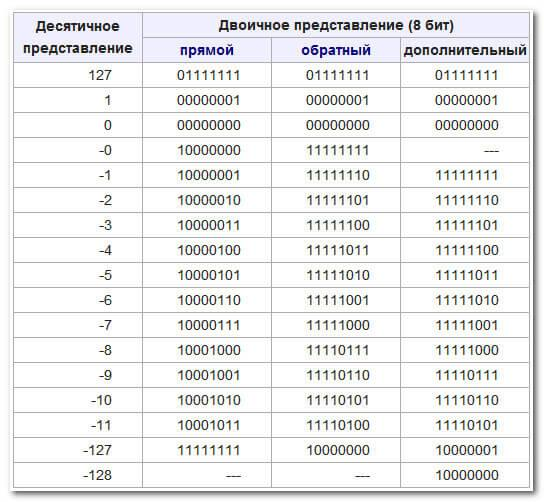 Десятичное представление Двоичное представление (8 бит)
прямой обратный дополнительный
127 01111111 01111111 01111111
1 00000001 00000001 00000001
0 00000000 00000000 00000000
-0 10000000 11111111 ---
-1 10000001 11111110 11111111
-2 10000010 11111101 11111110
-3 10000011 11111100 11111101
-4 10000100 11111011 11111100
-5 10000101 11111010 11111011
-6 10000110 11111001 11111010
-7 10000111 11111000 11111001
-8 10001000 11110111 11111000
-9 10001001 11110110 11110111
-10 10001010 11110101 11110110
-11 10001011 11110100 11110101
-127 11111111 10000000 10000001
-128 --- --- 10000000